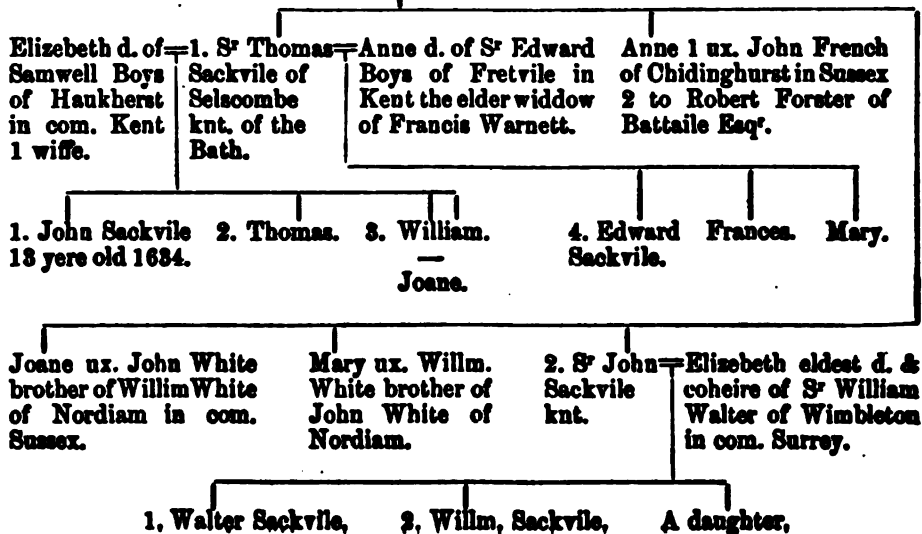 Elizebeth d. of
Samwell Boys
of Haukherst
in com. Kent
1 wiffe.
1. Sr Thomas
Sackvile of
Selscombe
knt. of the
Bath.
Anne d. of Sr Edward
Boys of Fretvile in
Kent the elder widdow
of Francis Warnett.
Anne 1 ux. John French
of Chidinghurst in Sussex
2 to Robert Forster of
Battaile Esqr.
1. John Sackvile
13 yere old 1634.
2. Thomas.
3. William.
—
Joane.
4. Edward
Sackvile.
Frances.
Mary.
Joane ux. John White
brother of Willim White
of Nordiam in com.
Sussex.
Mary ux. Willm.
White brother of
John White of
Nordiam.
2. Sr John
Sackvile
knt.
Elizebeth eldest d. &
coheire of Sr William
Walter of Wimbleton
in com. Surrey.
1, Walter Sackvile,
2, Willm, Sackvile,
A daughter,